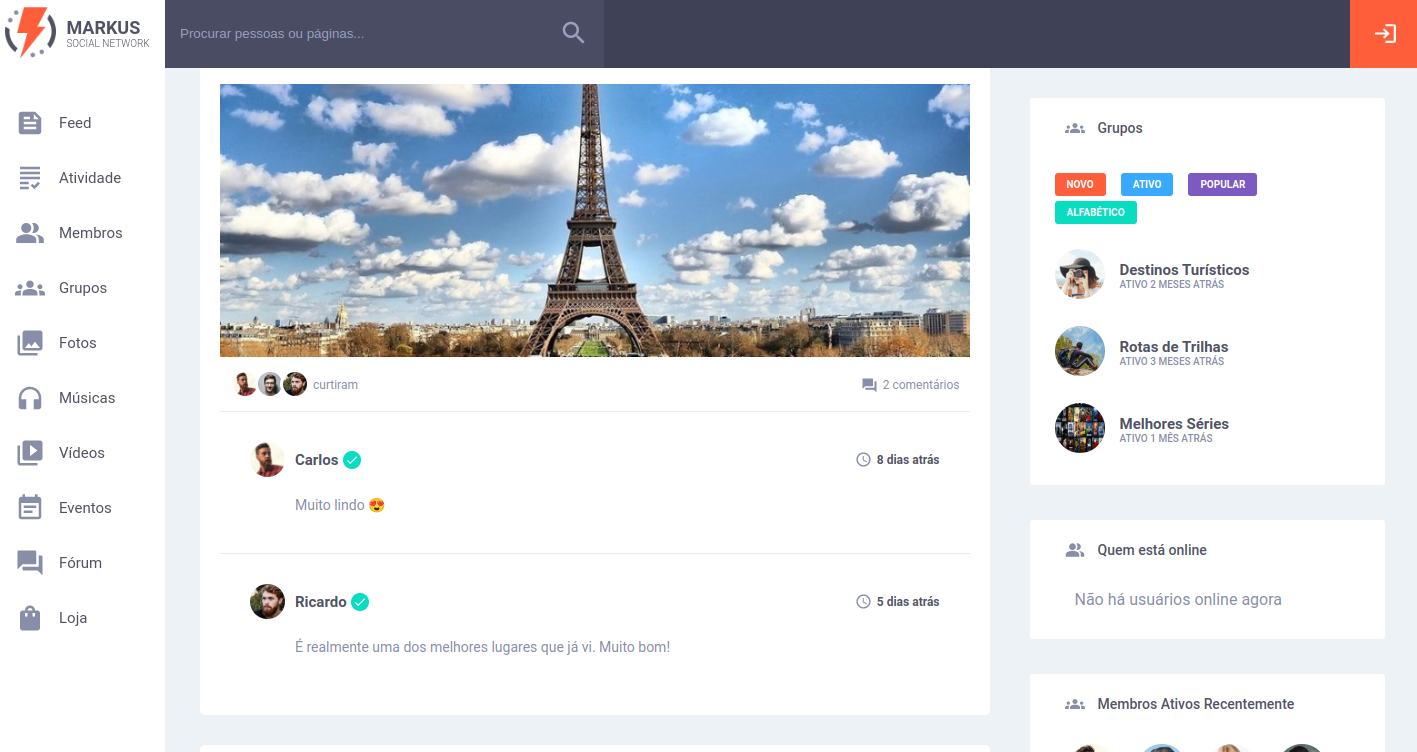 MARKUS
SOCIAL NETWORK
Procurar pessoas ou páginas...
Feed
Atividade
Membros
Grupos
Fotos
Músicas
Vídeos
Eventos
Fórum
Loja
curtiram
2 comentários
Carlos
8 dias atrás
Muito lindo 😍
Ricardo
5 dias atrás
É realmente uma dos melhores lugares que já vi. Muito bom!
Grupos
NOVO
ATIVO
POPULAR
ALFABÉTICO
Destinos Turísticos
ATIVO 2 MESES ATRÁS
Rotas de Trilhas
ATIVO 3 MESES ATRÁS
Melhores Séries
ATIVO 1 MÊS ATRÁS
Quem está online
Não há usuários online agora
Membros Ativos Recentemente